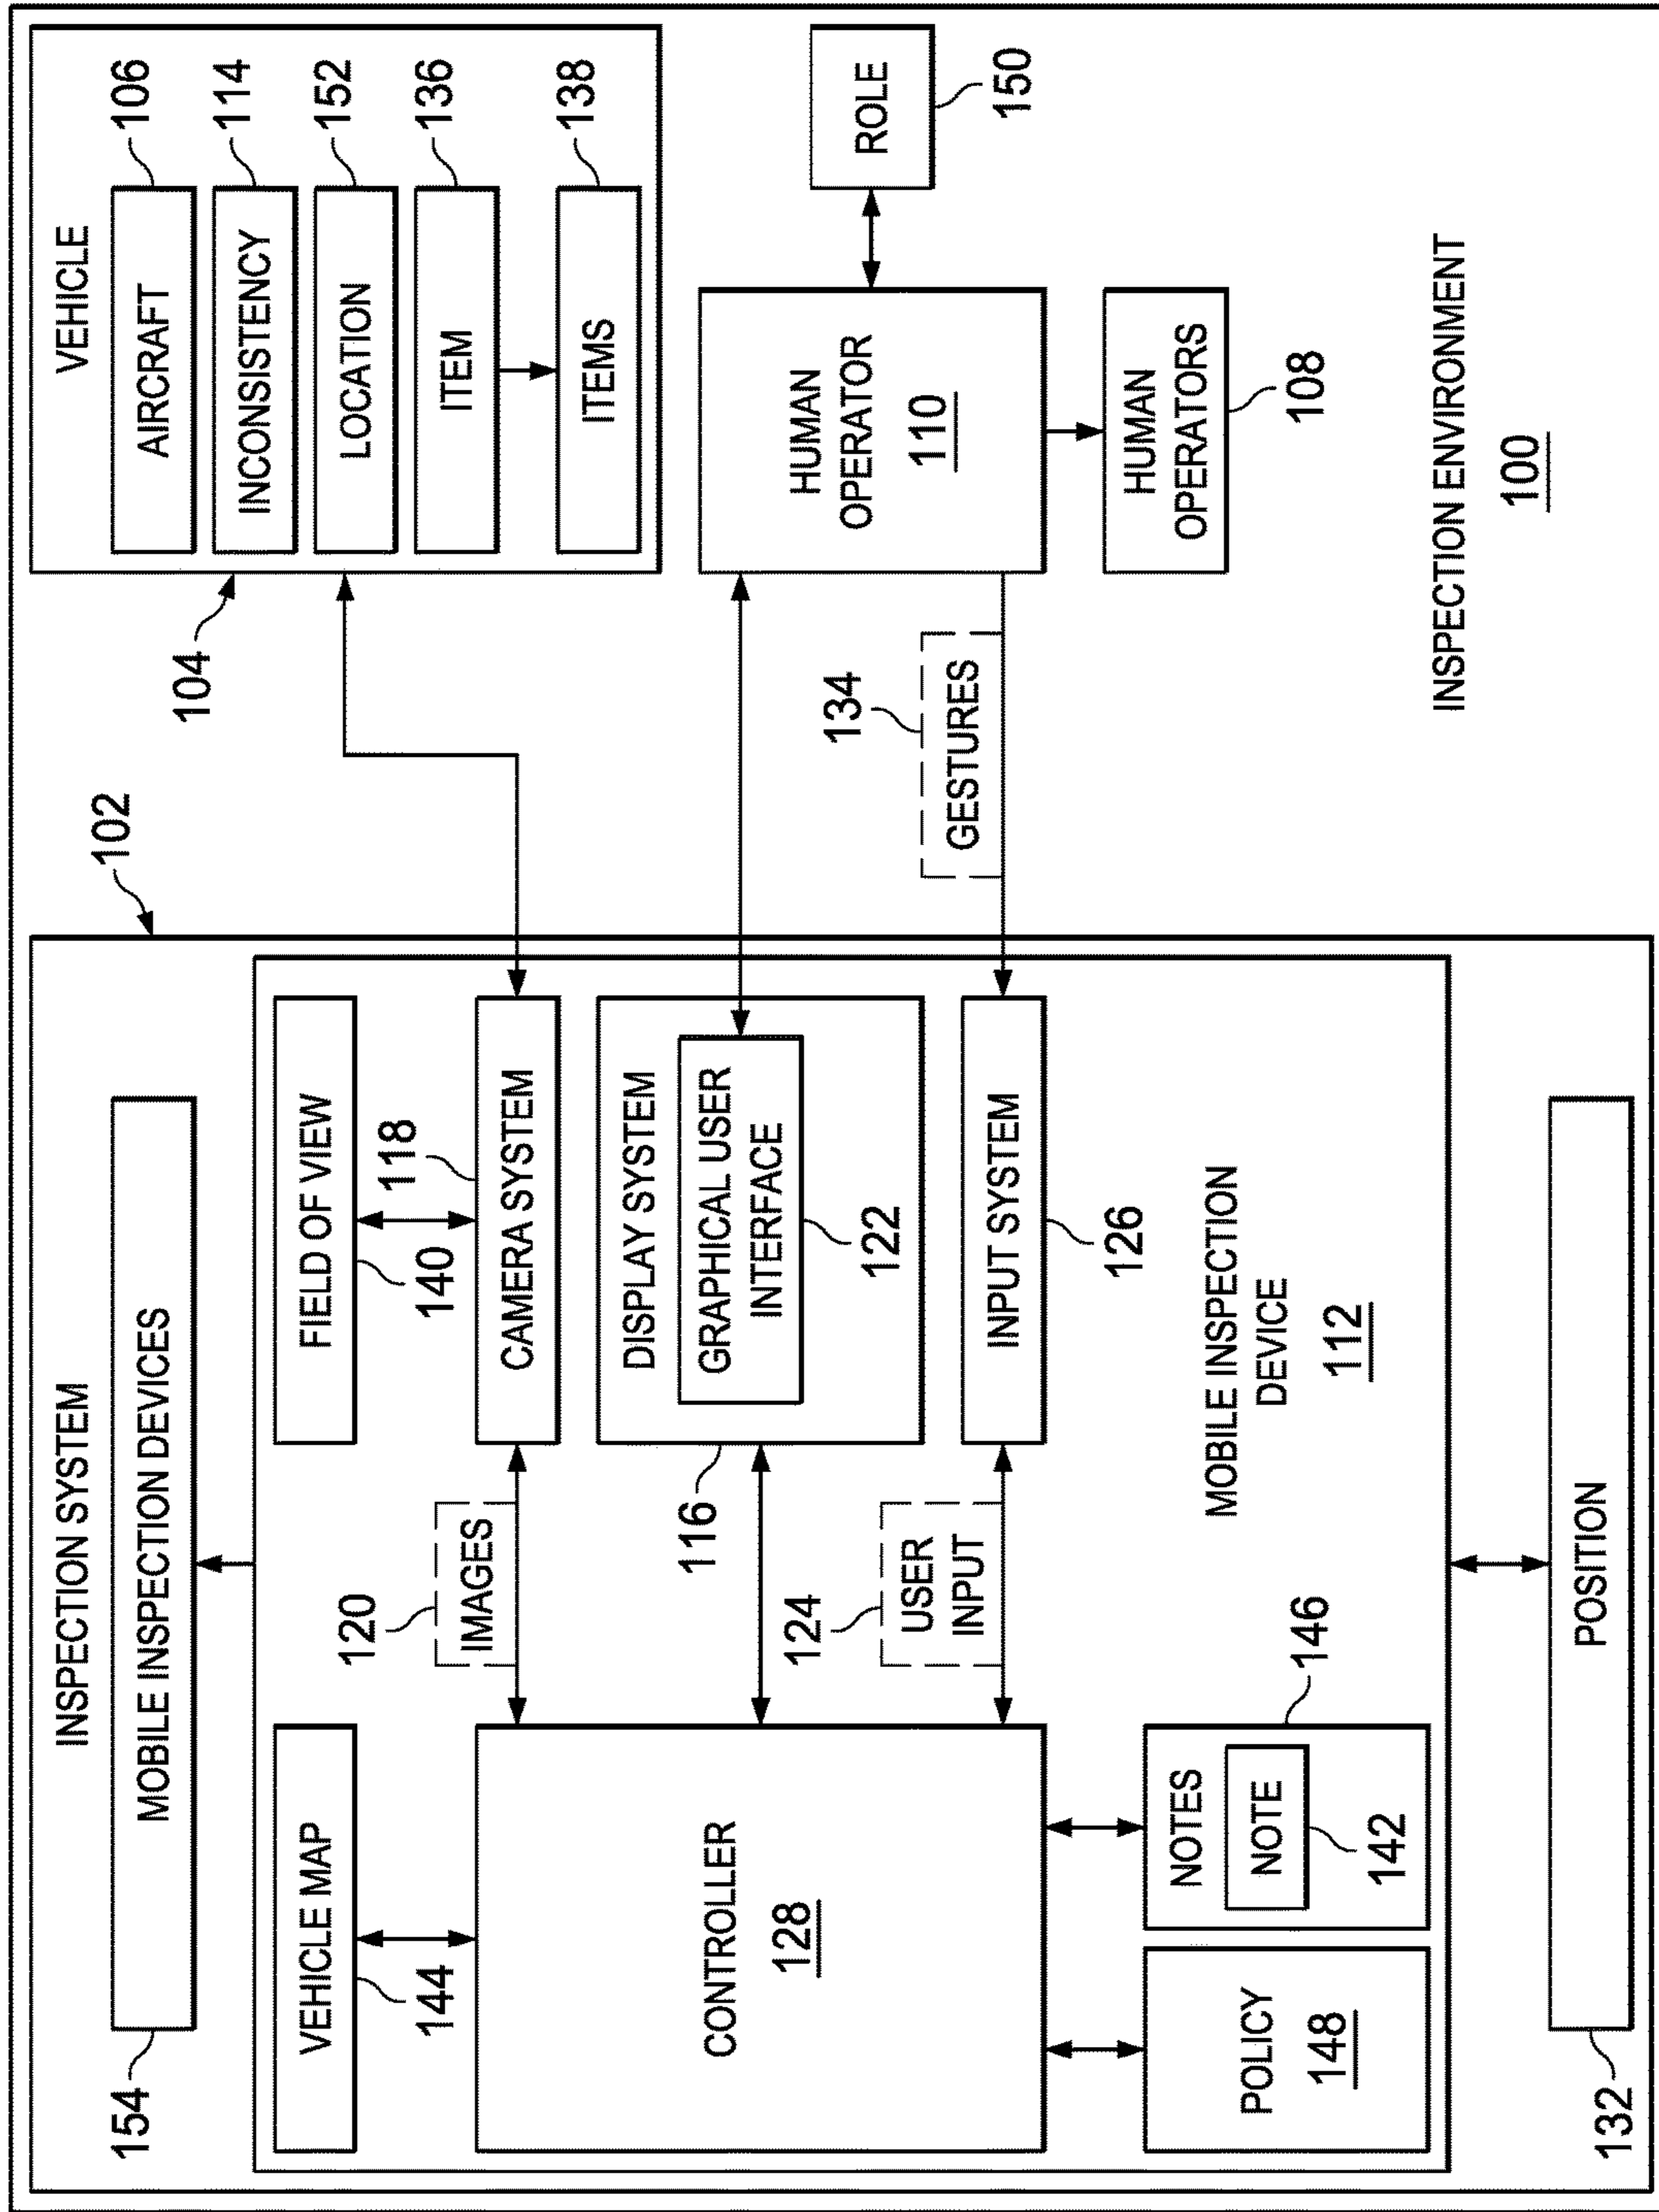 INSPECTION SYSTEM
102
154
MOBILE INSPECTION DEVICES
VEHICLE MAP
144
FIELD OF VIEW
140
118
120
IMAGES
CAMERA SYSTEM
CONTROLLER
128
116
DISPLAY SYSTEM
GRAPHICAL USER
INTERFACE
122
124
USER
INPUT
INPUT SYSTEM
126
POLICY
148
NOTES
NOTE
142
146
MOBILE INSPECTION
DEVICE
112
132
POSITION
VEHICLE
104
AIRCRAFT
106
INCONSISTENCY
114
LOCATION
152
ITEM
136
ITEMS
138
134
GESTURES
HUMAN
OPERATOR
110
ROLE
150
HUMAN
OPERATORS
108
INSPECTION ENVIRONMENT
100